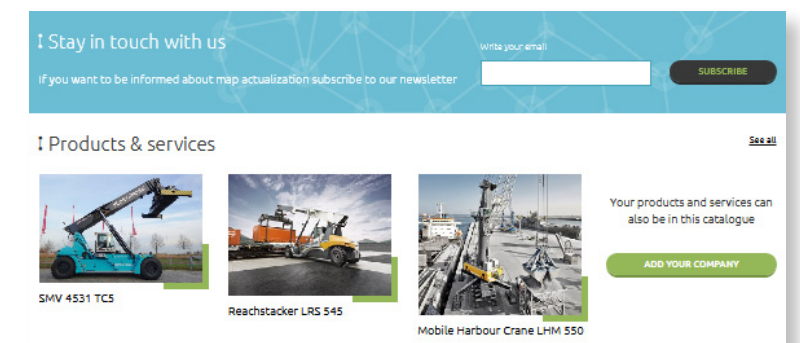 Stay in touch with us
Write your email
If you want to be informed about map actualization subscribe to our newsletter
SUBSCRIBE
Products & services
See all
Your products and services can
also be in this catalogue
ADD YOUR COMPANY
SMV 4531 TC5
Reachstacker LRS 545
Mobile Harbour Crane LHM 550